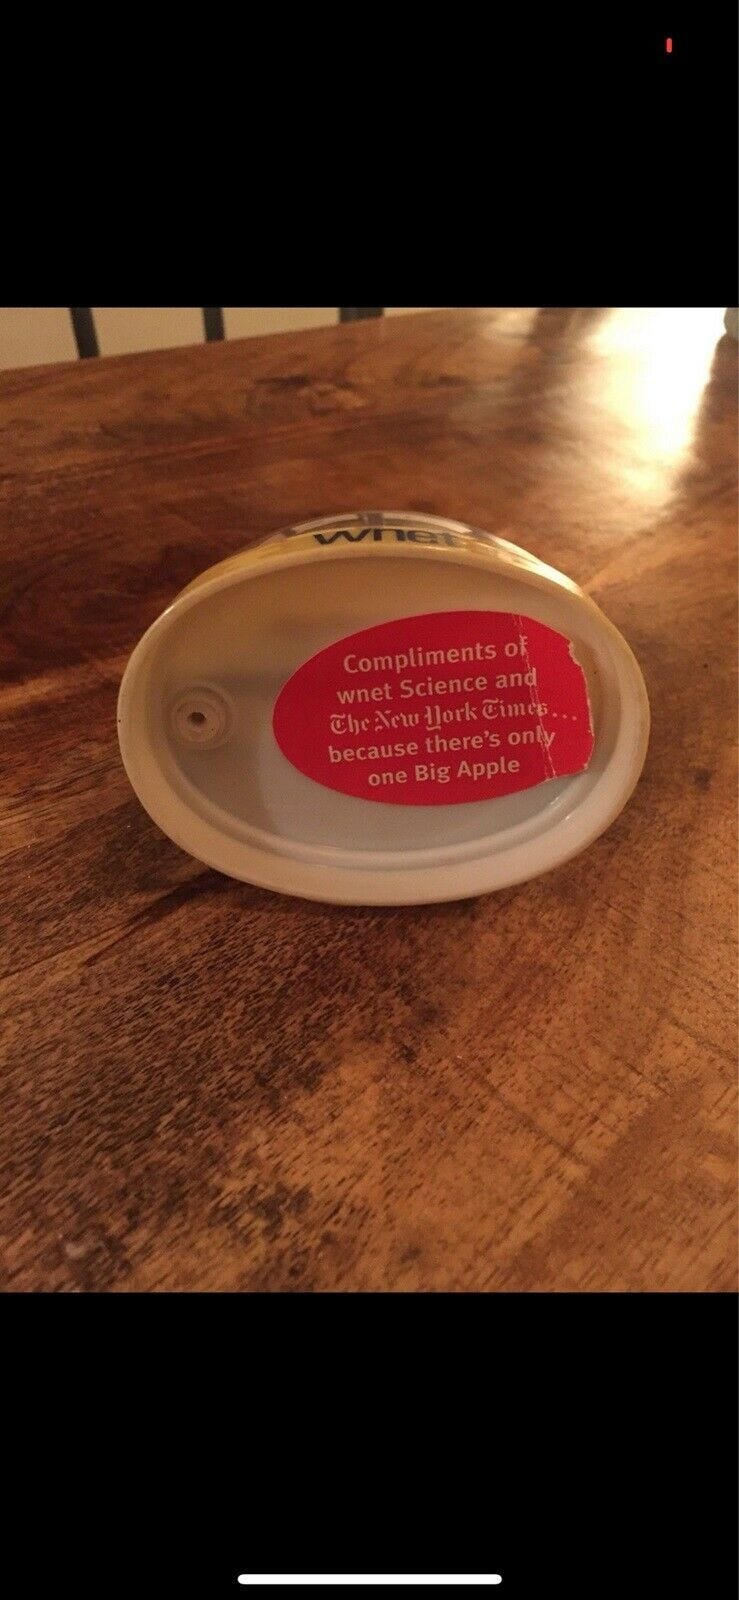 wnet
Compliments of
wnet Science and
The New York Times...
because there's only
one Big Apple